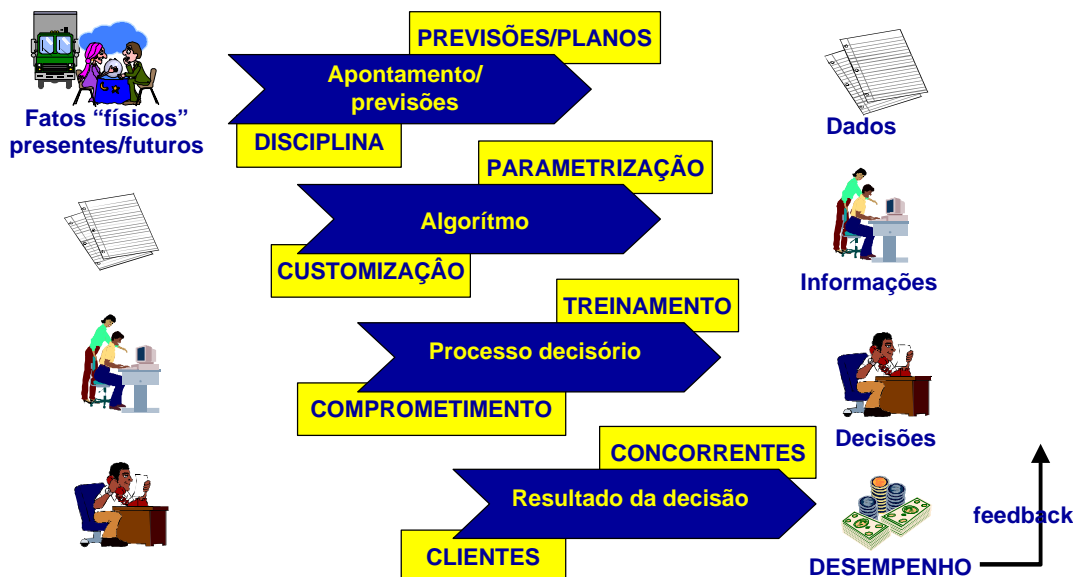 PREVISÕES/PLANOS
Apontamento/
previsões
Fatos “físicos”
presentes/futuros
DISCIPLINA
Dados
PARAMETRIZAÇÃO
Algorítmo
CUSTOMIZAÇÂO
Informações
TREINAMENTO
Processo decisório
COMPROMETIMENTO
Decisões
CONCORRENTES
Resultado da decisão
feedback
CLIENTES
DESEMPENHO